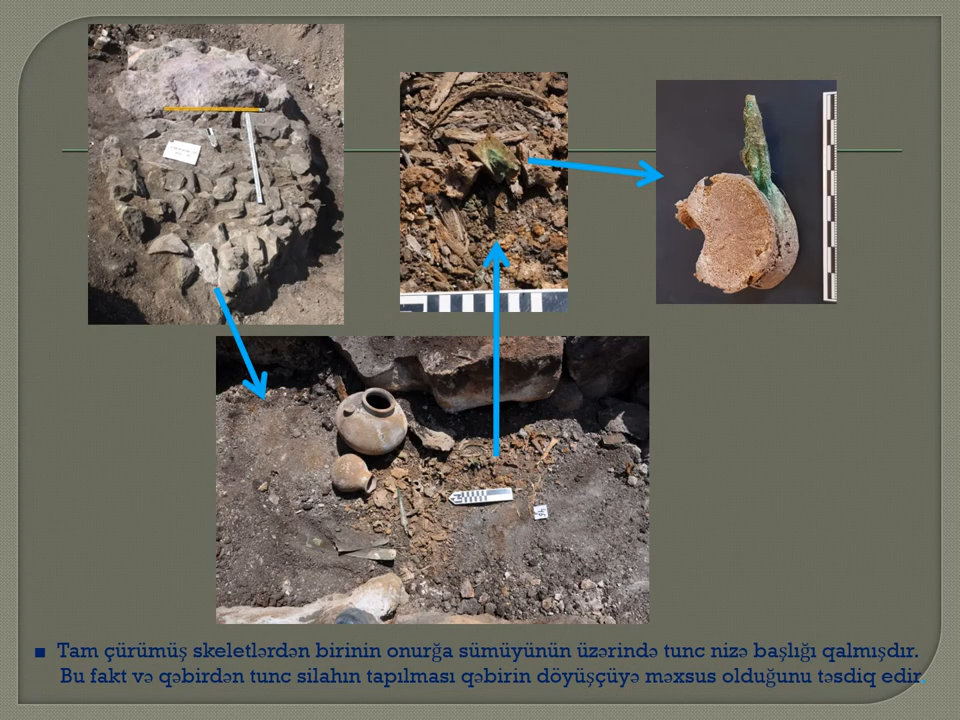 ■ Tam çürümüş skeletlərdən birinin onurğa sümüyünün üzərində tunc nizə başlığı qalmışdır.
Bu fakt və qəbirdən tunc silahın tapılması qəbirin döyüşçüyə məxsus olduğunu təsdiq edir.